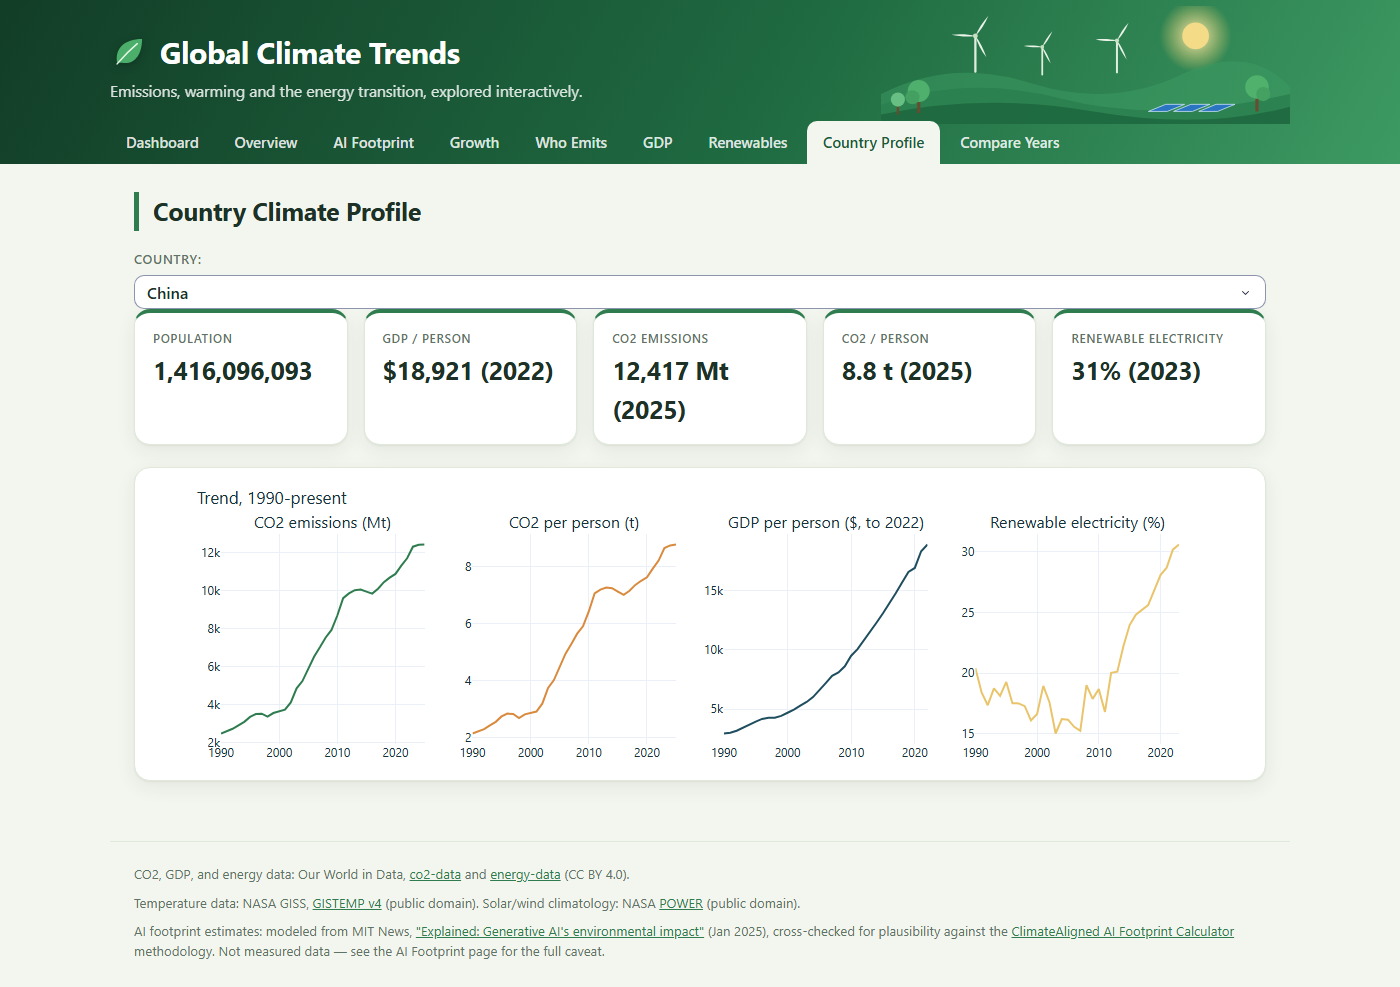 Global Climate Trends
Emissions, warming and the energy transition, explored interactively.
Dashboard Overview AI Footprint Growth Who Emits GDP Renewables Country Profile Compare Years
Country Climate Profile
COUNTRY:
China
POPULATION
1,416,096,093
GDP / PERSON
$18,921 (2022)
CO2 EMISSIONS
12,417 Mt
(2025)
CO2 / PERSON
8.8 t (2025)
RENEWABLE ELECTRICITY
31% (2023)
Trend, 1990-present
CO2 emissions (Mt)
12k
10k
8k
6k
4k
2k
1990 2000 2010 2020
CO2 per person (t)
8
6
4
2
1990 2000 2010 2020
GDP per person ($, to 2022)
15k
10k
5k
1990 2000 2010 2020
Renewable electricity (%)
30
25
20
15
1990 2000 2010 2020
CO2, GDP, and energy data: Our World in Data, co2-data and energy-data (CC BY 4.0).
Temperature data: NASA GISS, GISTEMP v4 (public domain). Solar/wind climatology: NASA POWER (public domain).
AI footprint estimates: modeled from MIT News, "Explained: Generative AI's environmental impact" (Jan 2025), cross-checked for plausibility against the ClimateAligned AI Footprint Calculator
methodology. Not measured data — see the AI Footprint page for the full caveat.